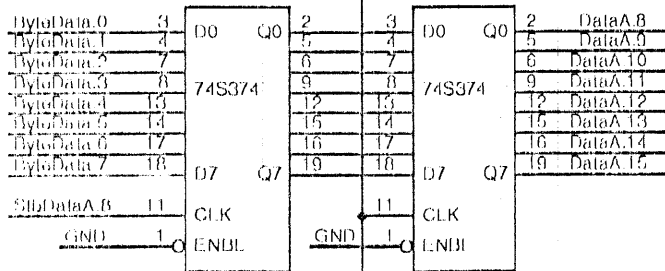 ByteData.0 3 D0 Q0 2 3 D0 Q0 2 DataA.8
ByteData.1 4 5 4 5 DataA.9
ByteData.2 7 6 7 6 DataA.10
ByteData.3 8 74S374 9 8 74S374 9 DataA.11
ByteData.4 13 12 13 12 DataA.12
ByteData.5 14 15 14 15 DataA.13
ByteData.6 17 16 17 16 DataA.14
ByteData.7 18 D7 Q7 19 18 D7 Q7 19 DataA.15
StbDataA.8 11 CLK 11 CLK
GND 1 ENBL GND 1 ENBL